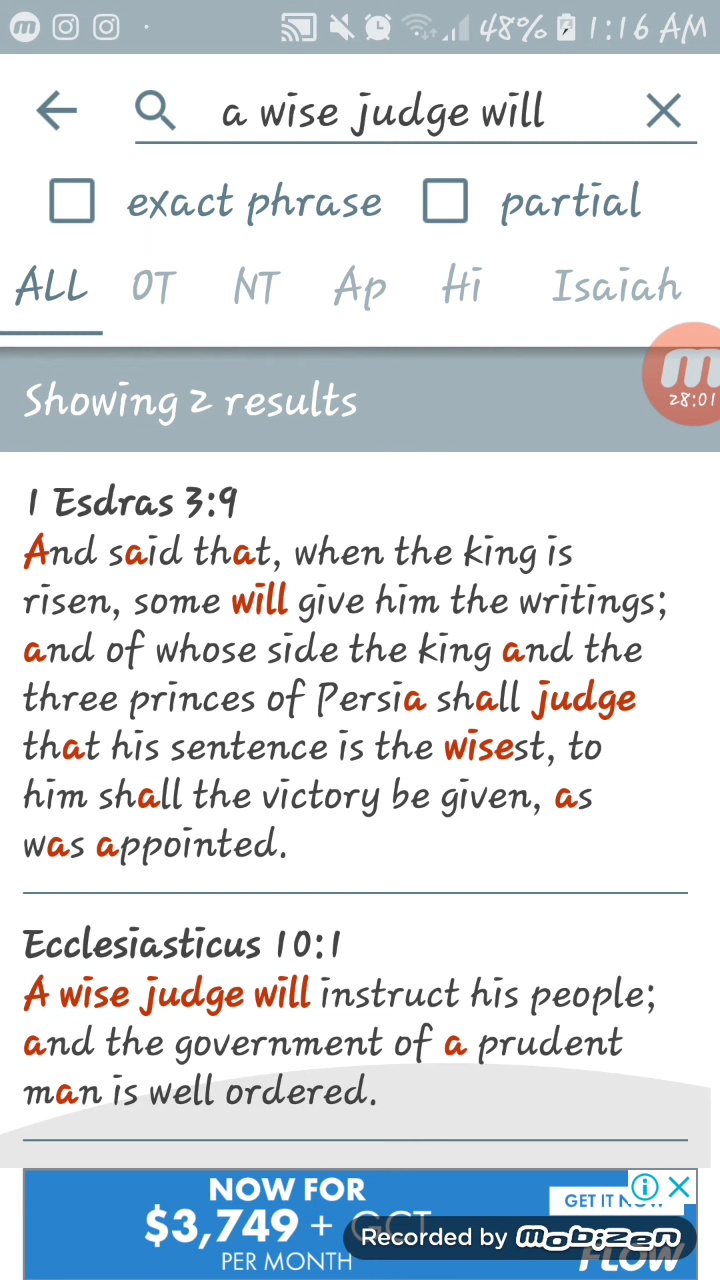 48% 1:16 AM
a wise judge will
exact phrase partial
ALL OT NT Ap Hi Isaiah
Showing 2 results
m
28:01
1 Esdras 3:9
And said that, when the king is
risen, some will give him the writings;
and of whose side the king and the
three princes of Persia shall judge
that his sentence is the wisest, to
him shall the victory be given, as
was appointed.
Ecclesiasticus 10:1
A wise judge will instruct his people;
and the government of a prudent
man is well ordered.
NOW FOR
$3,749 + GCT
PER MONTH
GET IT
Recorded by mobizen
FLOW